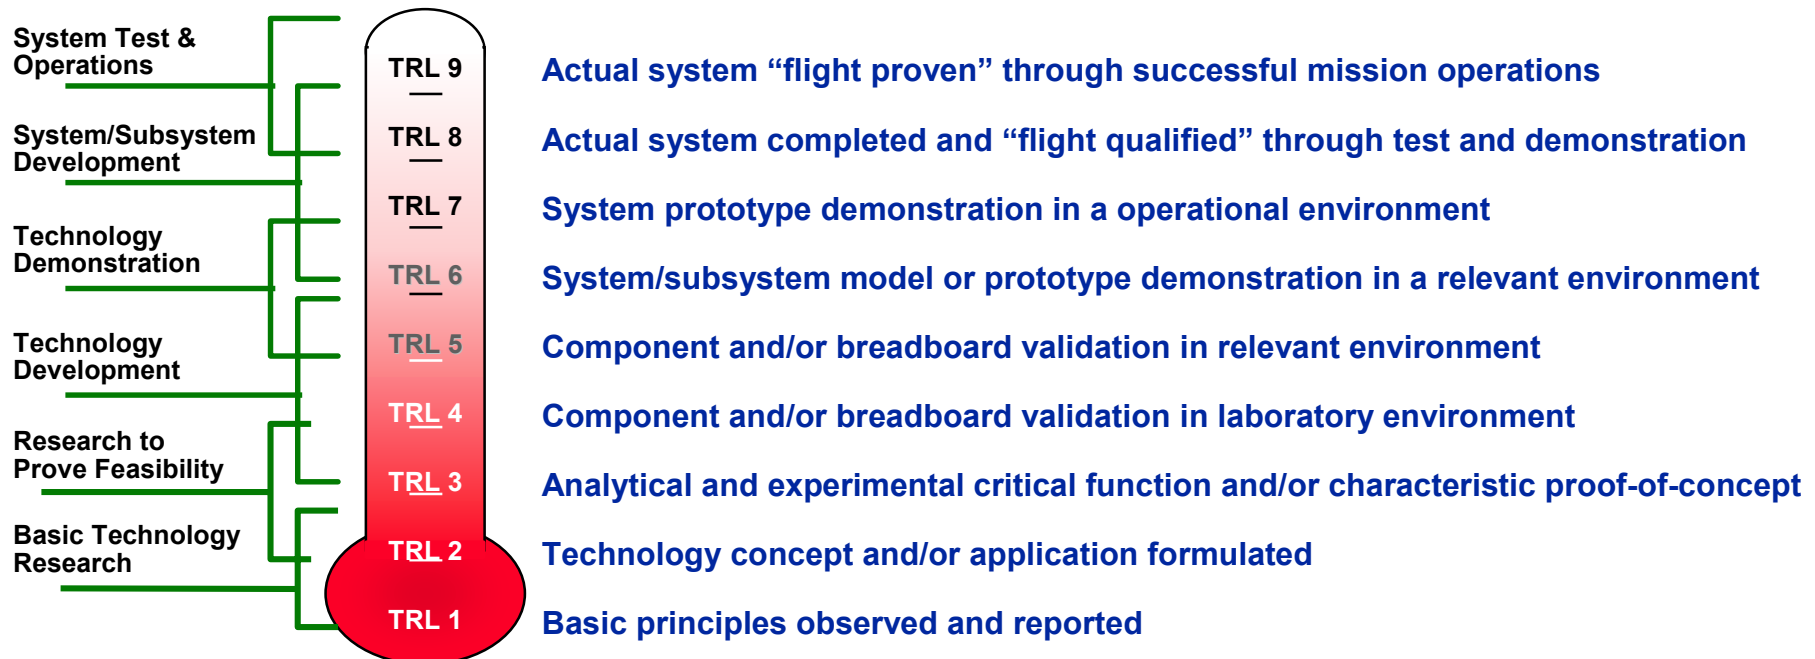 System Test &
Operations
System/Subsystem
Development
Technology
Demonstration
Technology
Development
Research to
Prove Feasibility
Basic Technology
Research
TRL 9
TRL 8
TRL 7
TRL 6
TRL 5
TRL 4
TRL 3
TRL 2
TRL 1
Actual system “flight proven” through successful mission operations
Actual system completed and “flight qualified” through test and demonstration
System prototype demonstration in a operational environment
System/subsystem model or prototype demonstration in a relevant environment
Component and/or breadboard validation in relevant environment
Component and/or breadboard validation in laboratory environment
Analytical and experimental critical function and/or characteristic proof-of-concept
Technology concept and/or application formulated
Basic principles observed and reported